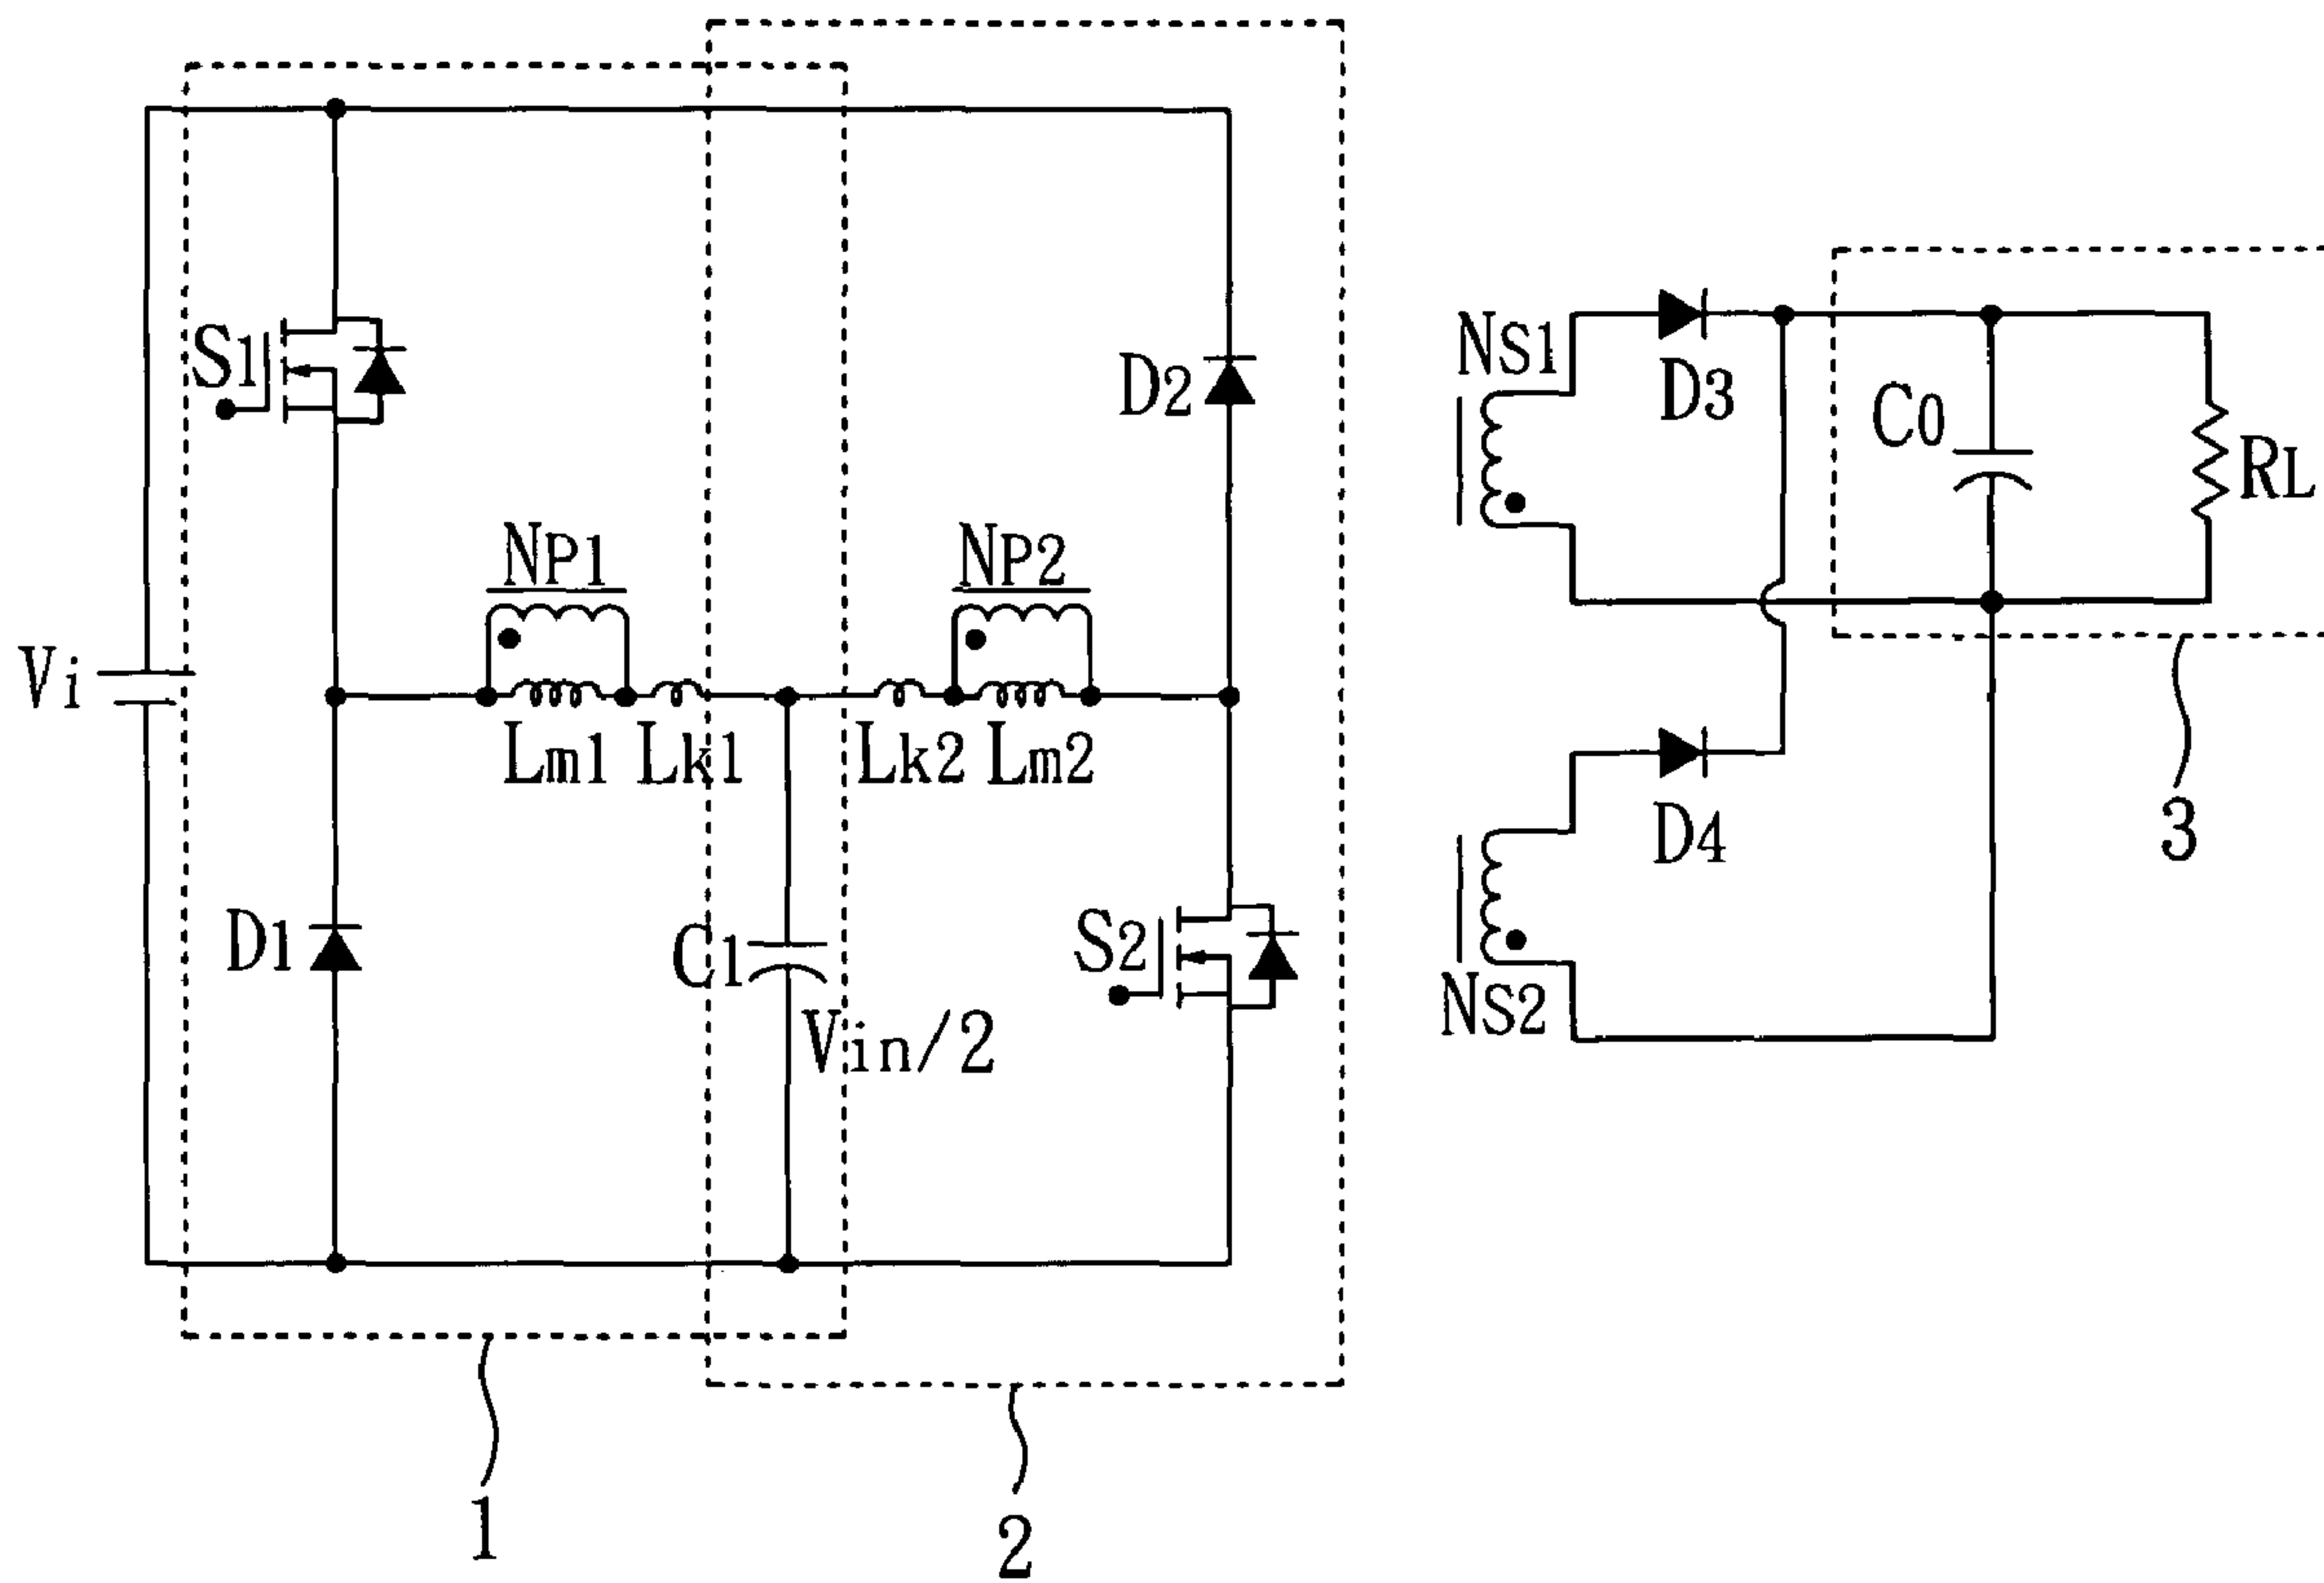 Vi
S1
D1
NP1
Lm1
Lk1
C1
Vin/2
NP2
Lk2
Lm2
D2
S2
NS1
D3
C0
RL
D4
NS2
1
2
3